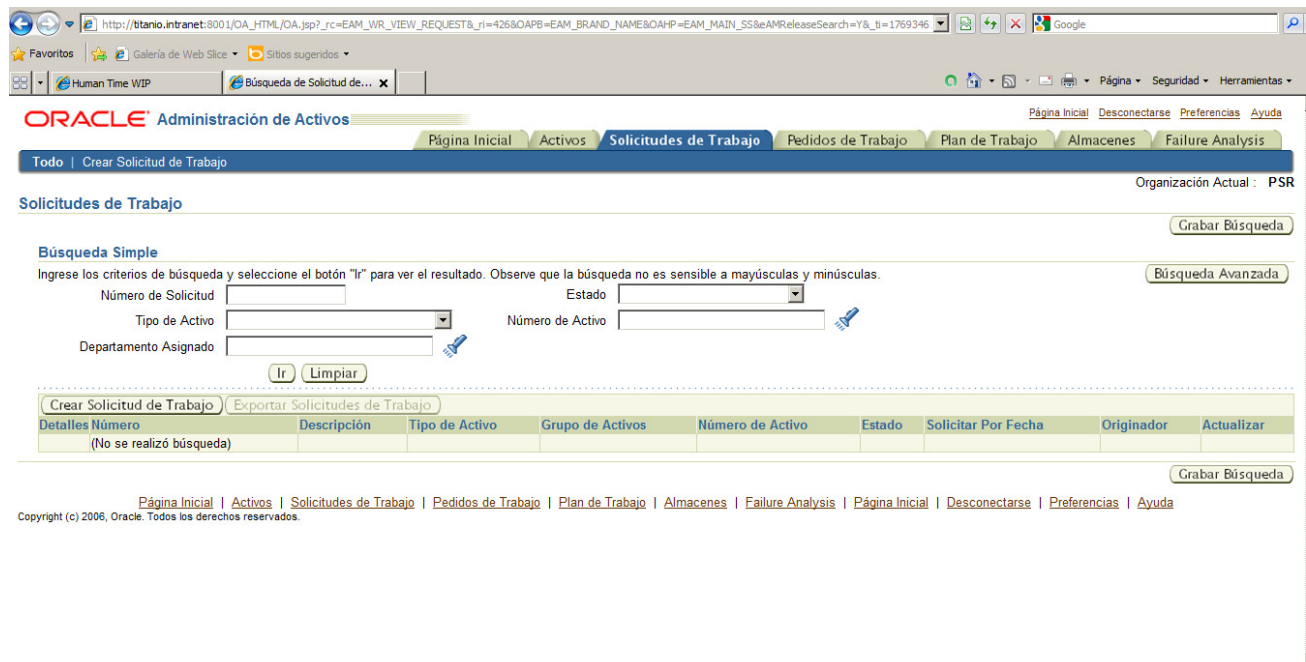 http://titanio.intranet:8001/OA_HTML/OA.jsp?_rc=EAM_WR_VIEW_REQUEST&_ri=426&OAPB=EAM_BRAND_NAME&OAHP=EAM_MAIN_SS&eAMReleaseSearch=Y&_ti=1769346
Google
Favoritos
Galería de Web Slice
Sitios sugeridos
Human Time WIP
Búsqueda de Solicitud de...
Página
Seguridad
Herramientas
ORACLE Administración de Activos
Página Inicial Desconectarse Preferencias Ayuda
Página Inicial Activos Solicitudes de Trabajo Pedidos de Trabajo Plan de Trabajo Almacenes Failure Analysis
Todo | Crear Solicitud de Trabajo
Organización Actual : PSR
Solicitudes de Trabajo
Grabar Búsqueda
Búsqueda Simple
Ingrese los criterios de búsqueda y seleccione el botón "Ir" para ver el resultado. Observe que la búsqueda no es sensible a mayúsculas y minúsculas.
Búsqueda Avanzada
Número de Solicitud
Estado
Tipo de Activo
Número de Activo
Departamento Asignado
Ir Limpiar
Crear Solicitud de Trabajo Exportar Solicitudes de Trabajo
Detalles Número Descripción Tipo de Activo Grupo de Activos Número de Activo Estado Solicitar Por Fecha Originador Actualizar
(No se realizó búsqueda)
Grabar Búsqueda
Página Inicial | Activos | Solicitudes de Trabajo | Pedidos de Trabajo | Plan de Trabajo | Almacenes | Failure Analysis | Página Inicial | Desconectarse | Preferencias | Ayuda
Copyright (c) 2006, Oracle. Todos los derechos reservados.